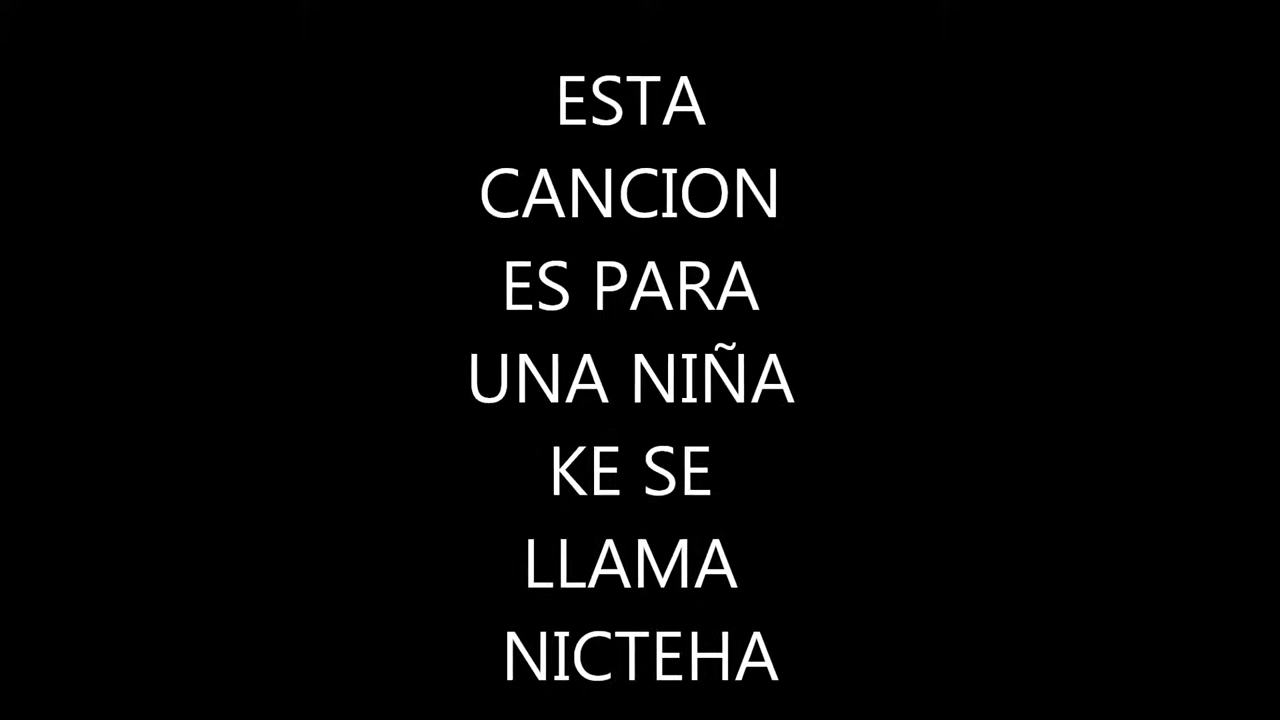 ESTA
CANCION
ES PARA
UNA NIÑA
KE SE
LLAMA
NICTEHA